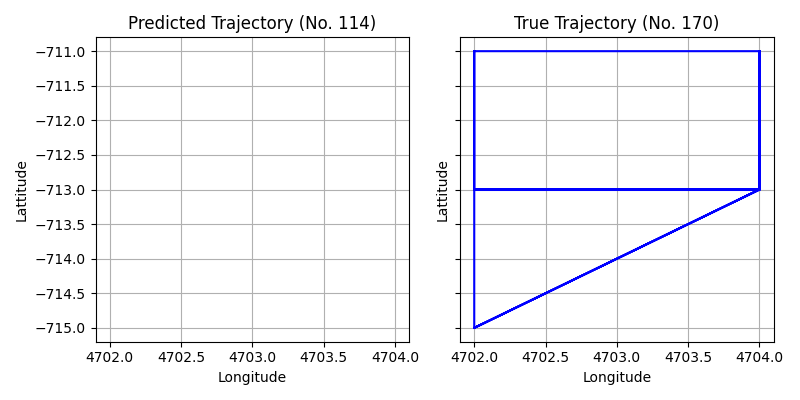 Predicted Trajectory (No. 114)
True Trajectory (No. 170)
−711.0
−711.5
−712.0
−712.5
−713.0
−713.5
−714.0
−714.5
−715.0
Lattitude
Lattitude
4702.0 4702.5 4703.0 4703.5 4704.0
4702.0 4702.5 4703.0 4703.5 4704.0
Longitude
Longitude